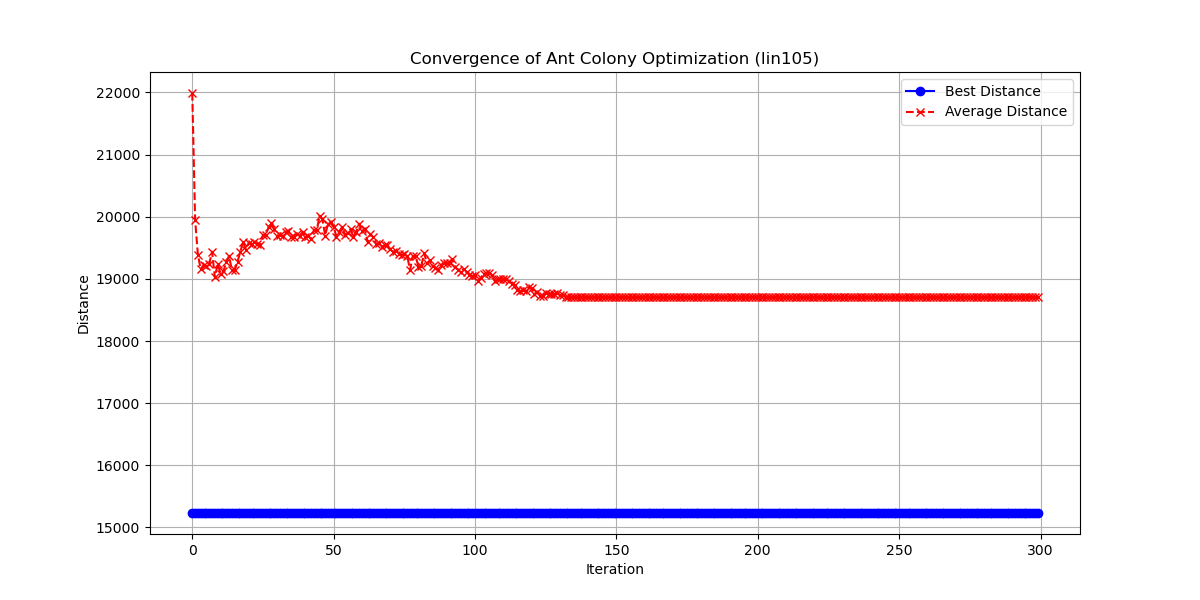 Convergence of Ant Colony Optimization (lin105)
Best Distance
Average Distance
22000
21000
20000
19000
18000
17000
16000
15000
Distance
0 50 100 150 200 250 300
Iteration